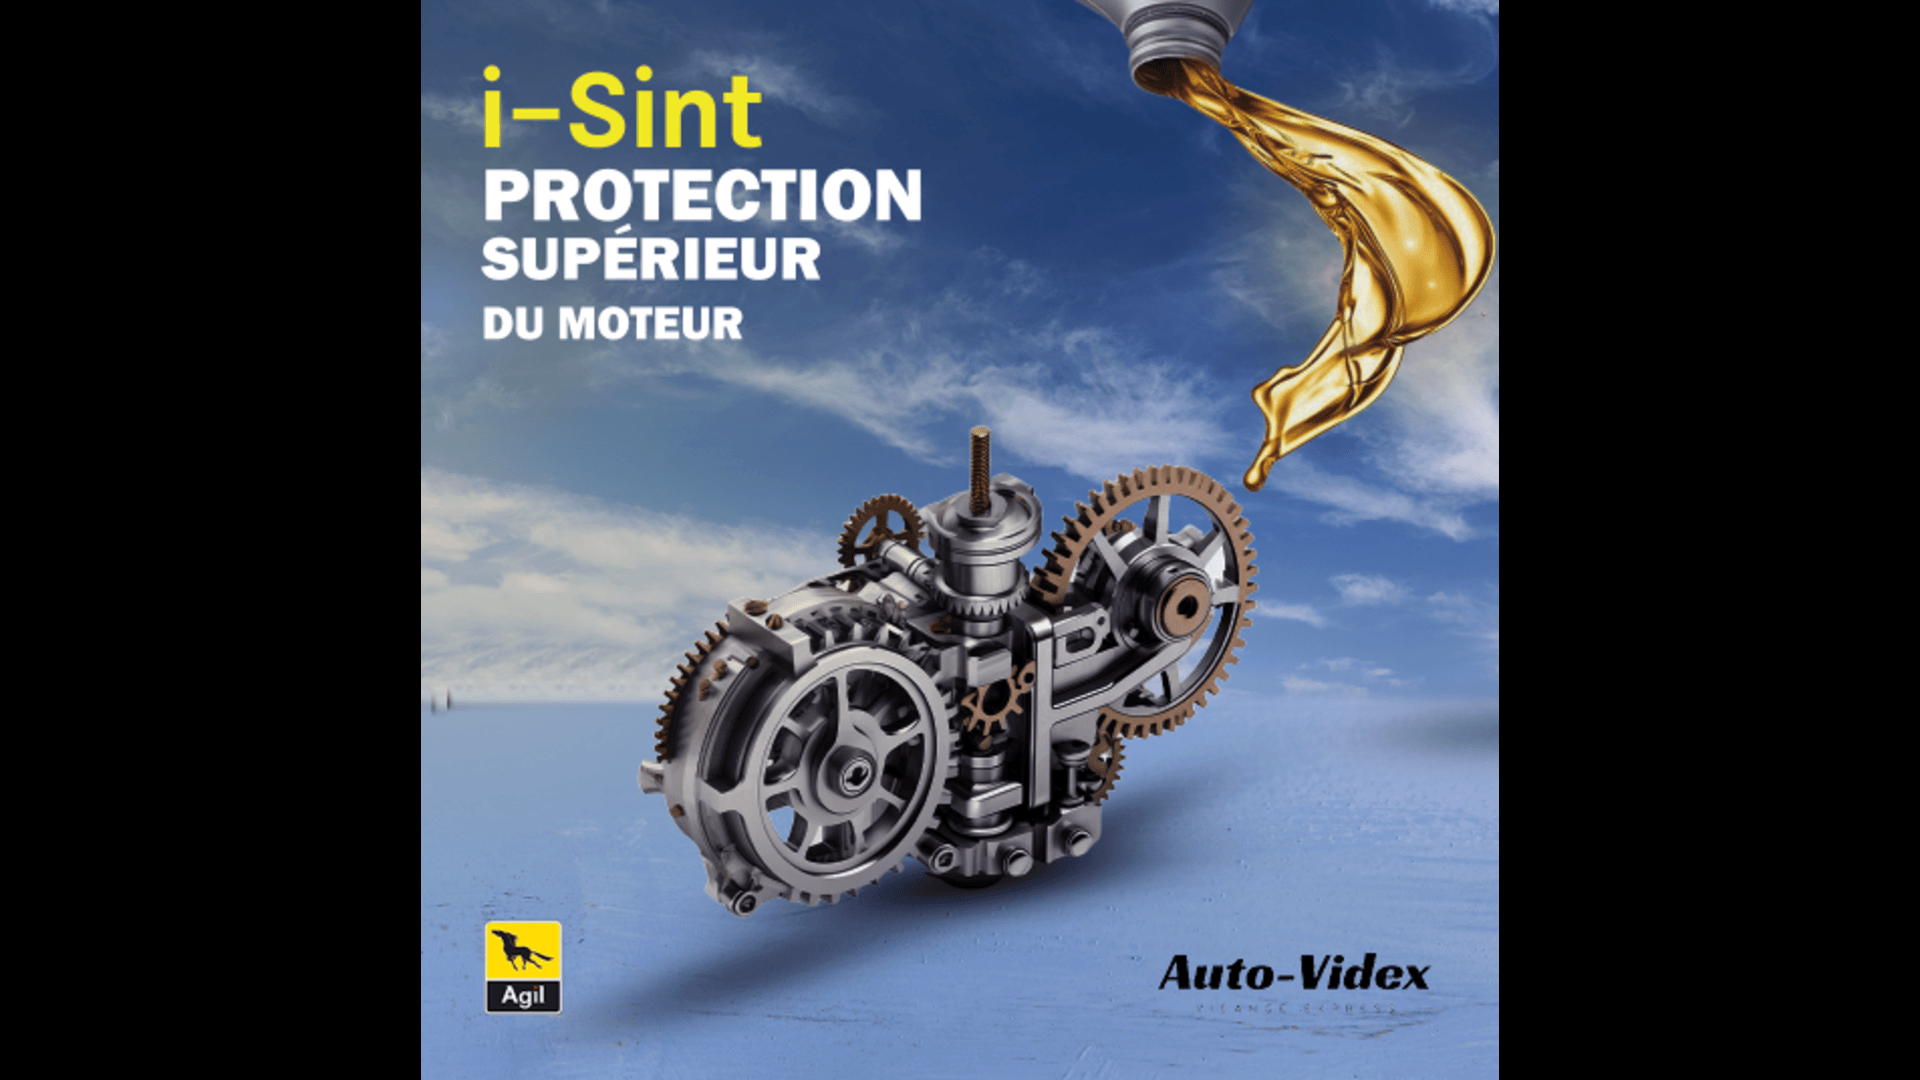 i-Sint
PROTECTION
SUPÉRIEUR
DU MOTEUR
Agil
Auto-Videx